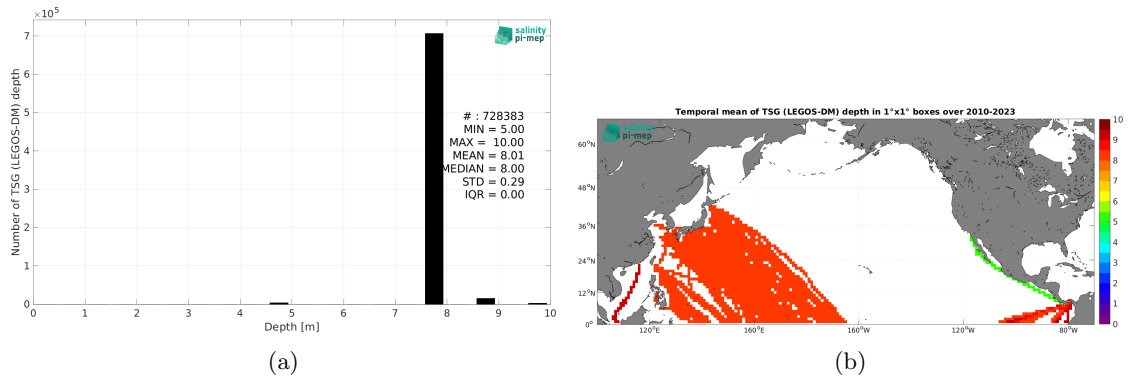 ×10⁵
7
6
5
4
3
2
1
0
Number of TSG (LEGOS-DM) depth
salinity
pi-mep
# : 728383
MIN = 5.00
MAX = 10.00
MEAN = 8.01
MEDIAN = 8.00
STD = 0.29
IQR = 0.00
0 1 2 3 4 5 6 7 8 9 10
Depth [m]
(a)
Temporal mean of TSG (LEGOS-DM) depth in 1°x1° boxes over 2010-2023
salinity
pi-mep
60°N
48°N
36°N
24°N
12°N
0°
120°E 160°E 160°W 120°W 80°W
10
9
8
7
6
5
4
3
2
1
0
(b)